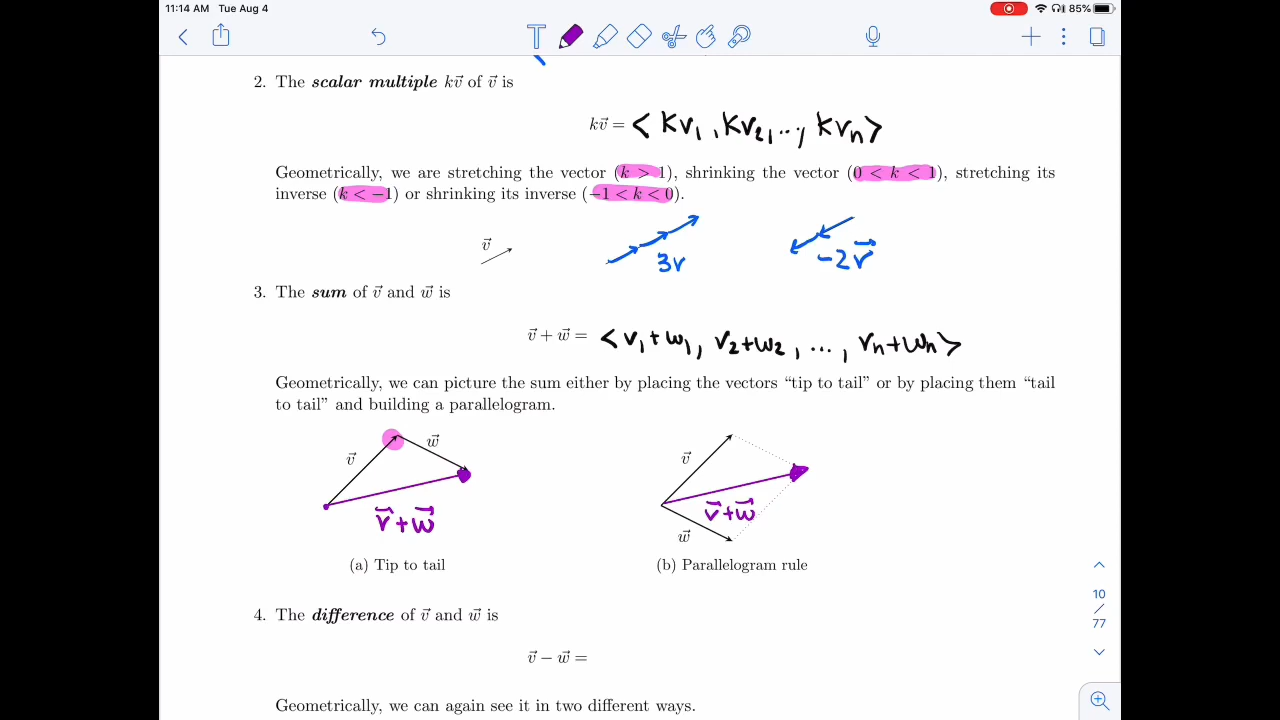 11:14 AM Tue Aug 4 85%
T
2. The scalar multiple kv⃗ of v⃗ is
kv⃗ = < kv₁, kv₂, ..., kvₙ >
Geometrically, we are stretching the vector (k > 1), shrinking the vector (0 < k < 1), stretching its
inverse (k < −1) or shrinking its inverse (−1 < k < 0).
v⃗
3v
-2v⃗
3. The sum of v⃗ and w⃗ is
v⃗ + w⃗ = < v₁+w₁, v₂+w₂, ..., vₙ+wₙ >
Geometrically, we can picture the sum either by placing the vectors “tip to tail” or by placing them “tail
to tail” and building a parallelogram.
v⃗ w⃗
v⃗+w⃗
(a) Tip to tail
v⃗
v⃗+w⃗
w⃗
(b) Parallelogram rule
4. The difference of v⃗ and w⃗ is
v⃗ − w⃗ =
Geometrically, we can again see it in two different ways.
10
/
77